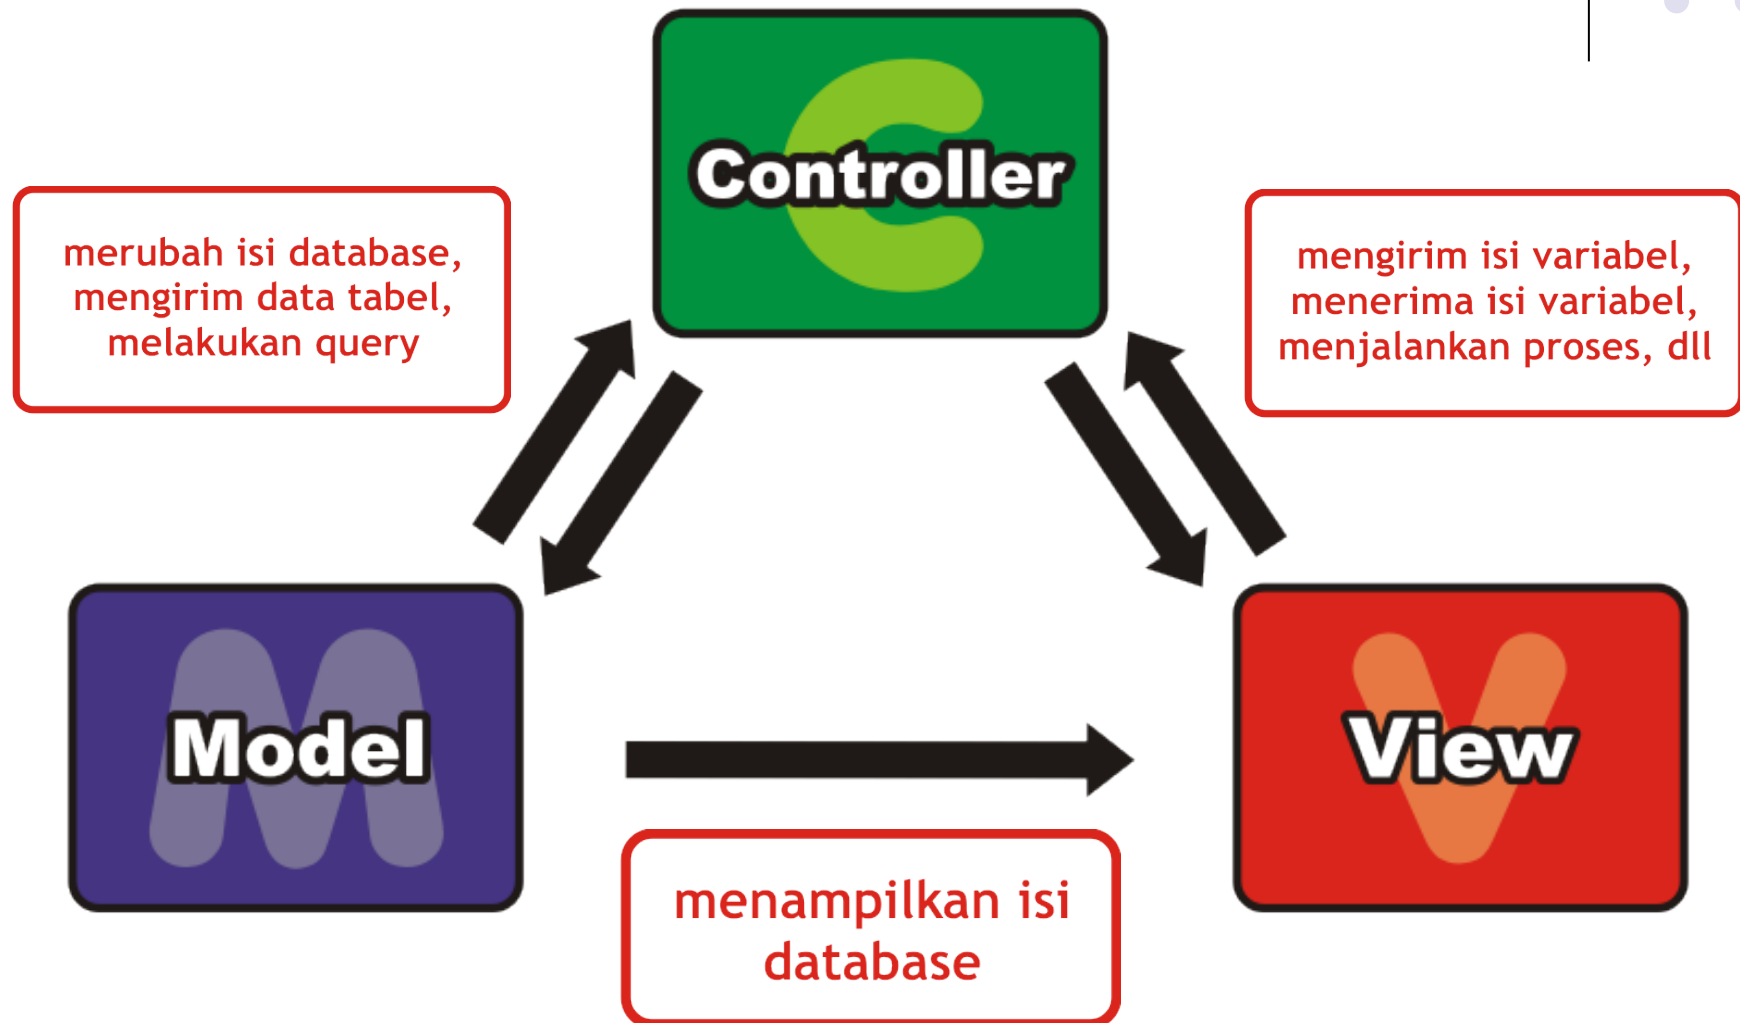 Controller
merubah isi database,
mengirim data tabel,
melakukan query
mengirim isi variabel,
menerima isi variabel,
menjalankan proses, dll
Model
View
menampilkan isi
database